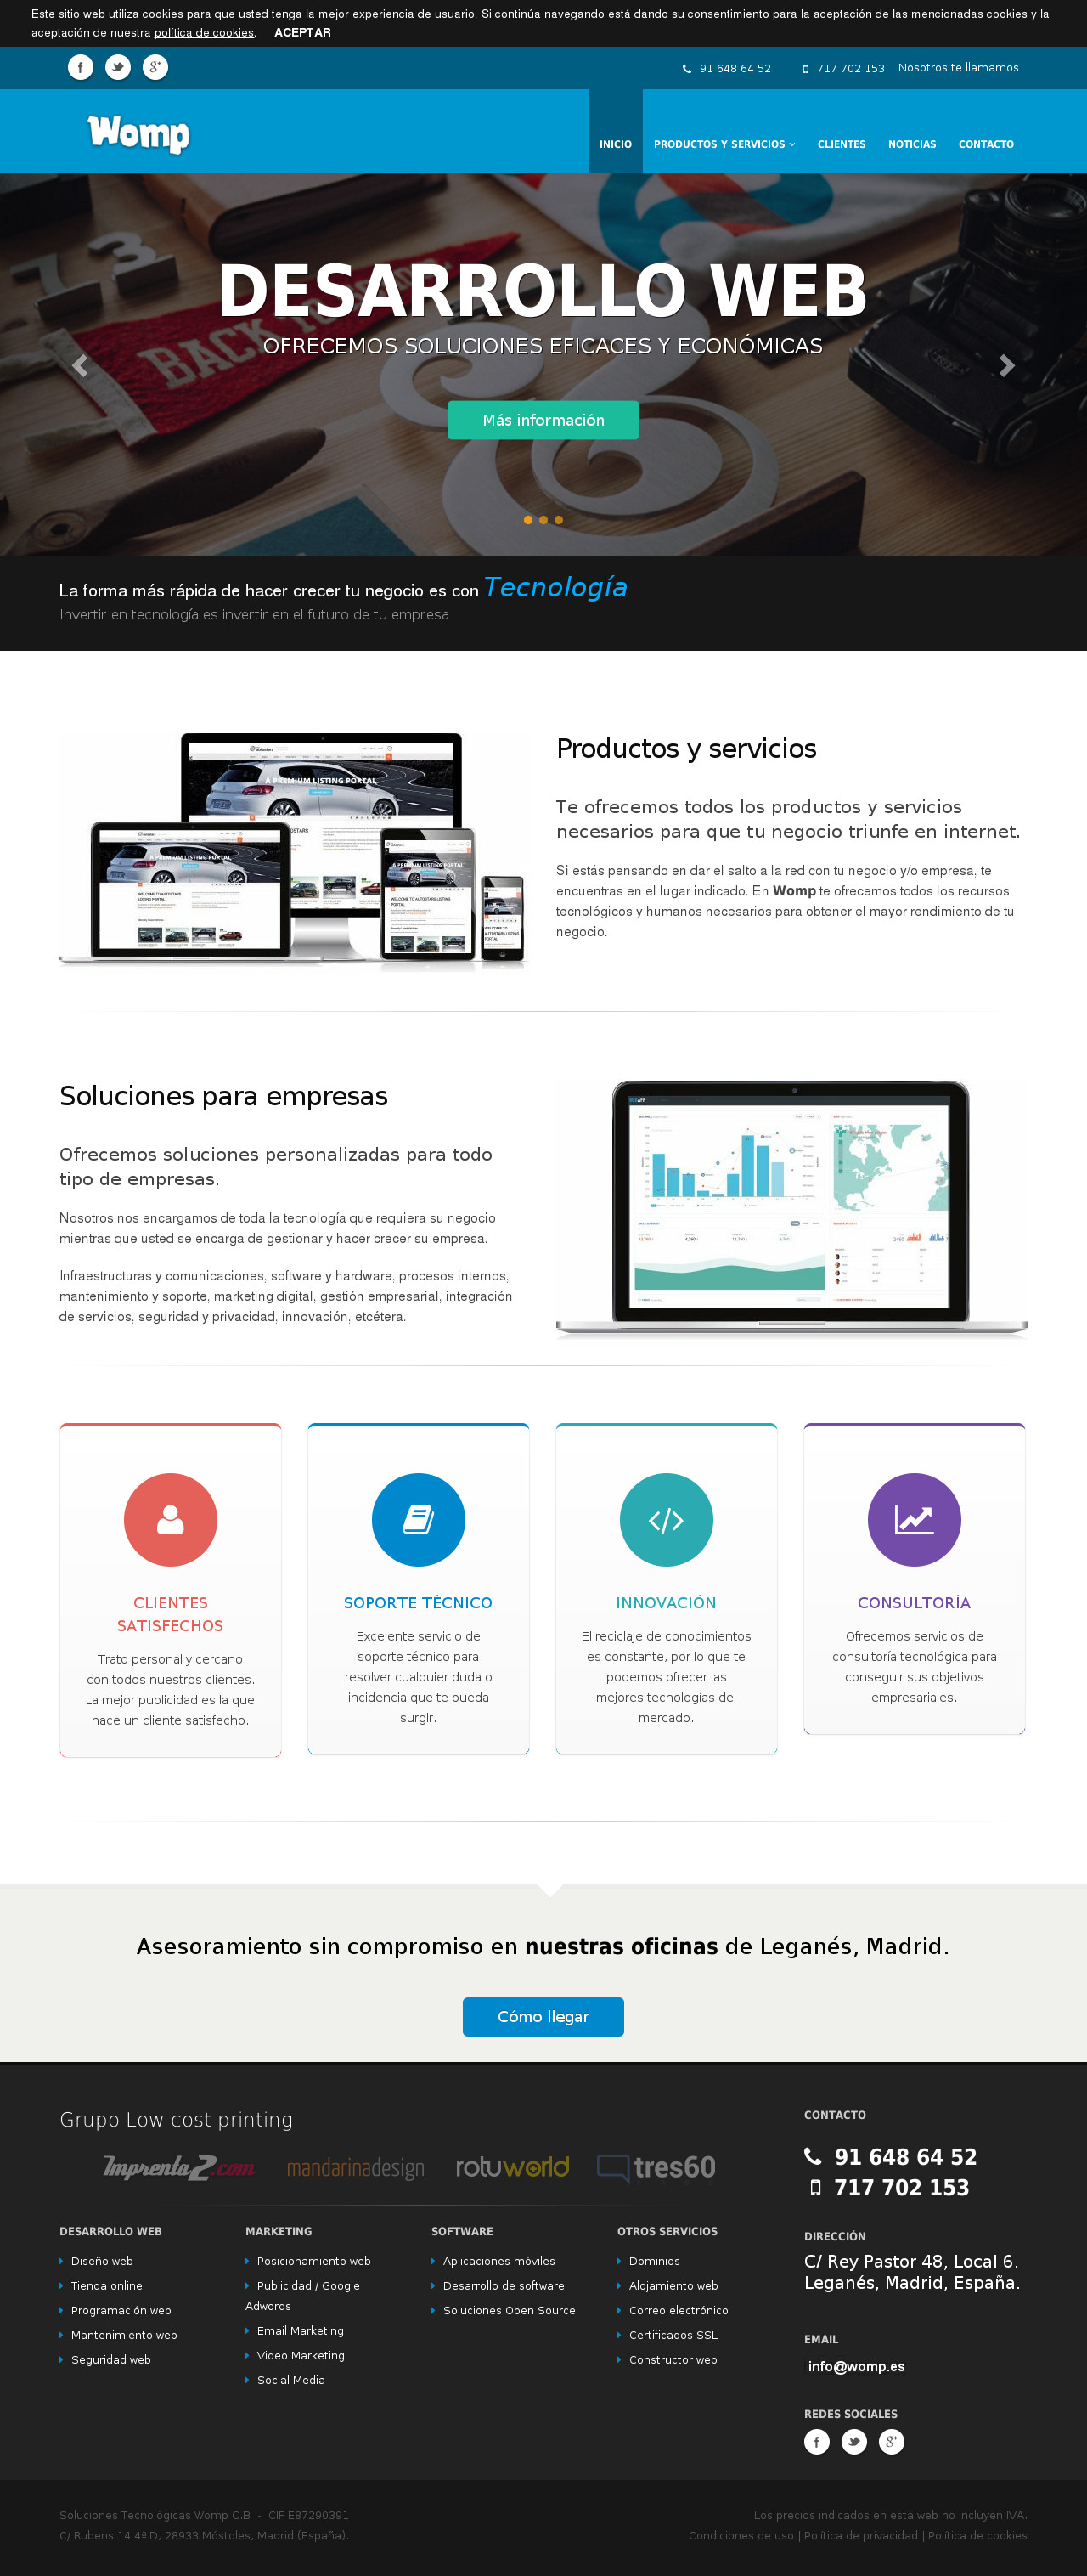 Este sitio web utiliza cookies para que usted tenga la mejor experiencia de usuario. Si continúa navegando está dando su consentimiento para la aceptación de las mencionadas cookies y la
aceptación de nuestra política de cookies. ACEPTAR
91 648 64 52 717 702 153 Nosotros te llamamos
Womp
INICIO PRODUCTOS Y SERVICIOS CLIENTES NOTICIAS CONTACTO
DESARROLLO WEB
OFRECEMOS SOLUCIONES EFICACES Y ECONÓMICAS
Más información
La forma más rápida de hacer crecer tu negocio es con Tecnología
Invertir en tecnología es invertir en el futuro de tu empresa
A PREMIUM LISTING PORTAL
Productos y servicios
Te ofrecemos todos los productos y servicios
necesarios para que tu negocio triunfe en internet.
Si estás pensando en dar el salto a la red con tu negocio y/o empresa, te
encuentras en el lugar indicado. En Womp te ofrecemos todos los recursos
tecnológicos y humanos necesarios para obtener el mayor rendimiento de tu
negocio.
Soluciones para empresas
Ofrecemos soluciones personalizadas para todo
tipo de empresas.
Nosotros nos encargamos de toda la tecnología que requiera su negocio
mientras que usted se encarga de gestionar y hacer crecer su empresa.
Infraestructuras y comunicaciones, software y hardware, procesos internos,
mantenimiento y soporte, marketing digital, gestión empresarial, integración
de servicios, seguridad y privacidad, innovación, etcétera.
CLIENTES
SATISFECHOS
Trato personal y cercano
con todos nuestros clientes.
La mejor publicidad es la que
hace un cliente satisfecho.
SOPORTE TÉCNICO
Excelente servicio de
soporte técnico para
resolver cualquier duda o
incidencia que te pueda
surgir.
INNOVACIÓN
El reciclaje de conocimientos
es constante, por lo que te
podemos ofrecer las
mejores tecnologías del
mercado.
CONSULTORÍA
Ofrecemos servicios de
consultoría tecnológica para
conseguir sus objetivos
empresariales.
Asesoramiento sin compromiso en nuestras oficinas de Leganés, Madrid.
Cómo llegar
Grupo Low cost printing
Imprenta2.com mandarinadesign rotuworld tres60
DESARROLLO WEB
Diseño web
Tienda online
Programación web
Mantenimiento web
Seguridad web
MARKETING
Posicionamiento web
Publicidad / Google
Adwords
Email Marketing
Video Marketing
Social Media
SOFTWARE
Aplicaciones móviles
Desarrollo de software
Soluciones Open Source
OTROS SERVICIOS
Dominios
Alojamiento web
Correo electrónico
Certificados SSL
Constructor web
CONTACTO
91 648 64 52
717 702 153
DIRECCIÓN
C/ Rey Pastor 48, Local 6.
Leganés, Madrid, España.
EMAIL
info@womp.es
REDES SOCIALES
Soluciones Tecnológicas Womp C.B - CIF E87290391
C/ Rubens 14 4ª D, 28933 Móstoles, Madrid (España).
Los precios indicados en esta web no incluyen IVA.
Condiciones de uso | Política de privacidad | Política de cookies